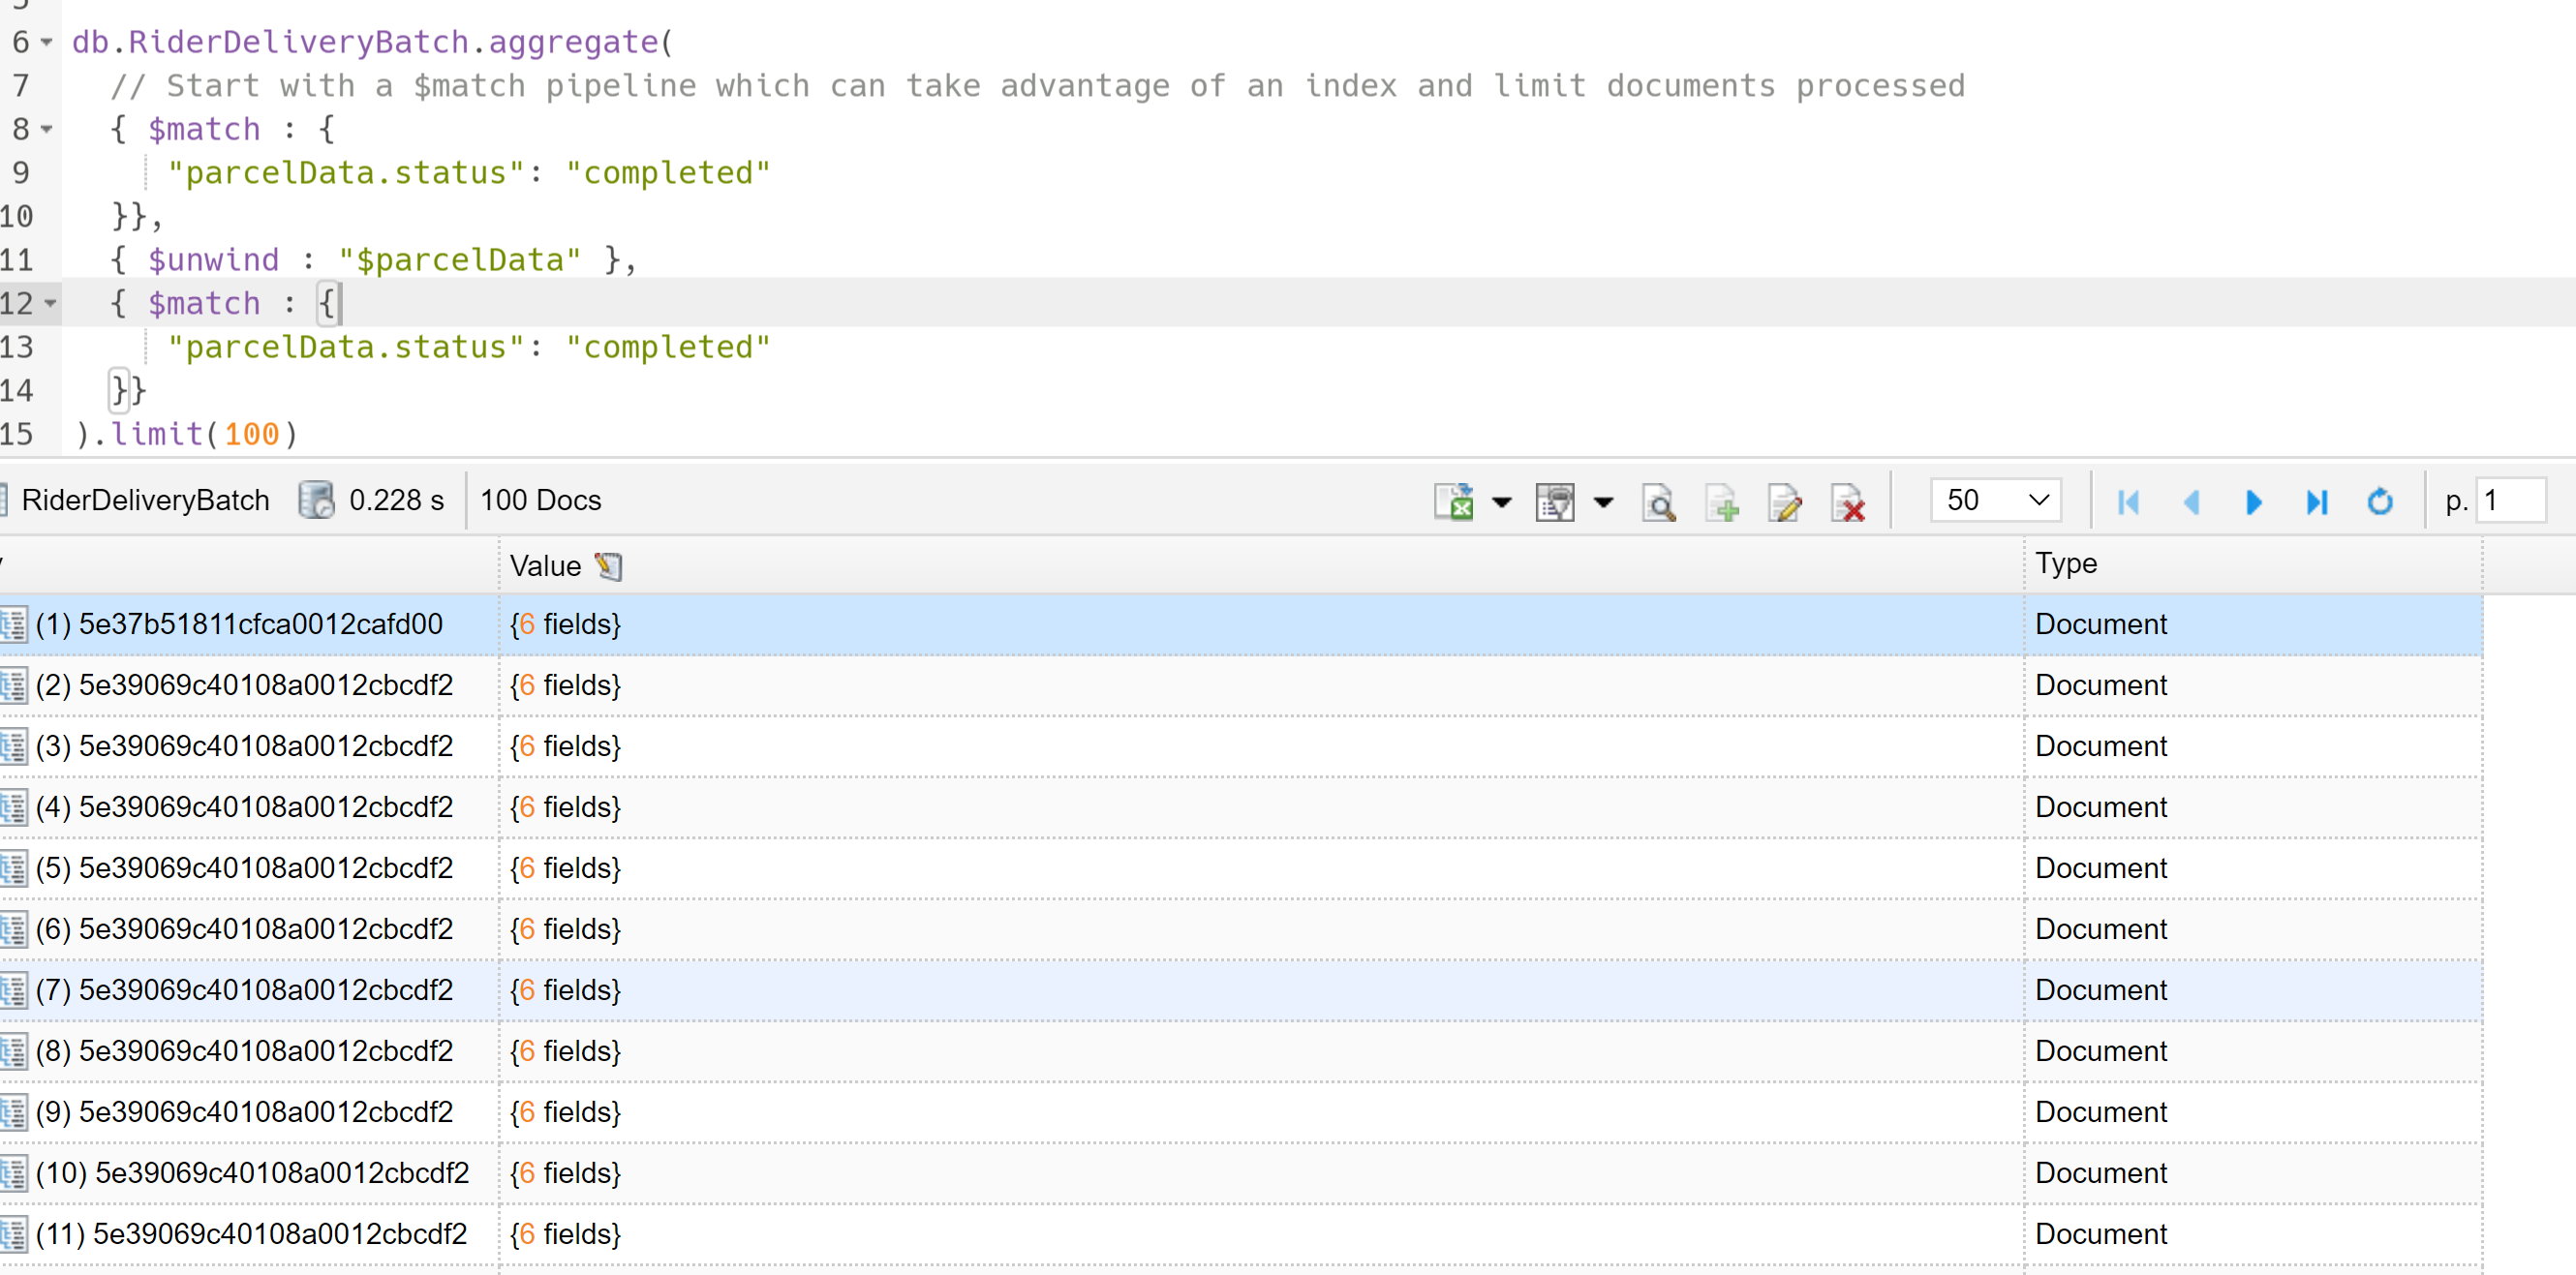 5
6 db.RiderDeliveryBatch.aggregate(
7 // Start with a $match pipeline which can take advantage of an index and limit documents processed
8 { $match : {
9 "parcelData.status": "completed"
10 }},
11 { $unwind : "$parcelData" },
12 { $match : {
13 "parcelData.status": "completed"
14 }}
15 ).limit(100)
RiderDeliveryBatch 0.228 s 100 Docs 50 p. 1
Value Type
(1) 5e37b51811cfca0012cafd00 {6 fields} Document
(2) 5e39069c40108a0012cbcdf2 {6 fields} Document
(3) 5e39069c40108a0012cbcdf2 {6 fields} Document
(4) 5e39069c40108a0012cbcdf2 {6 fields} Document
(5) 5e39069c40108a0012cbcdf2 {6 fields} Document
(6) 5e39069c40108a0012cbcdf2 {6 fields} Document
(7) 5e39069c40108a0012cbcdf2 {6 fields} Document
(8) 5e39069c40108a0012cbcdf2 {6 fields} Document
(9) 5e39069c40108a0012cbcdf2 {6 fields} Document
(10) 5e39069c40108a0012cbcdf2 {6 fields} Document
(11) 5e39069c40108a0012cbcdf2 {6 fields} Document